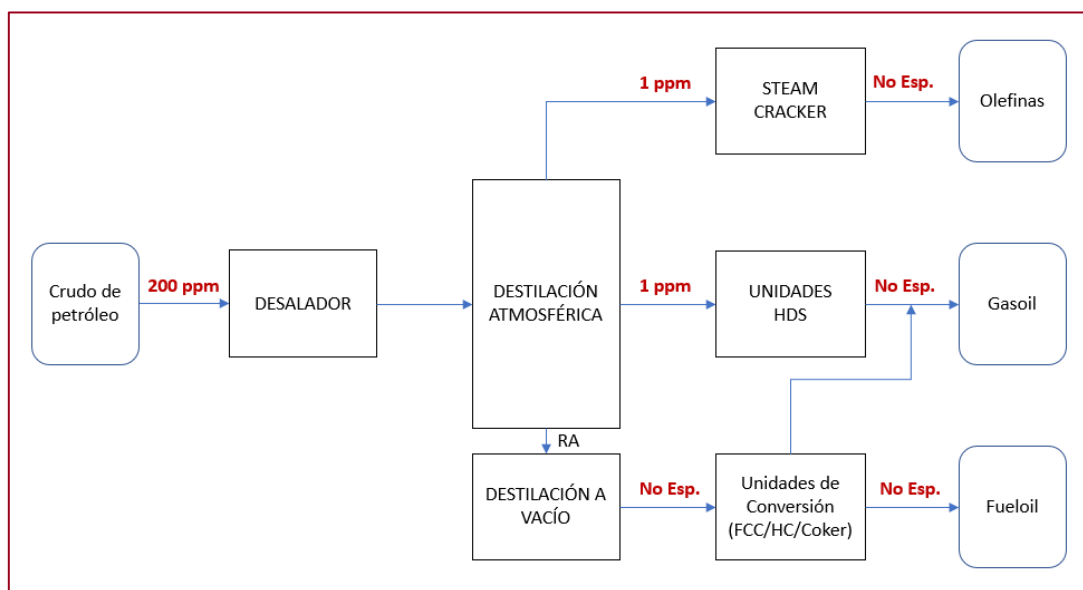 1 ppm
STEAM
CRACKER
No Esp.
Olefinas
Crudo de
petróleo
200 ppm
DESALADOR
DESTILACIÓN
ATMOSFÉRICA
1 ppm
UNIDADES
HDS
No Esp.
Gasoil
RA
DESTILACIÓN A
VACÍO
No Esp.
Unidades de
Conversión
(FCC/HC/Coker)
No Esp.
Fueloil